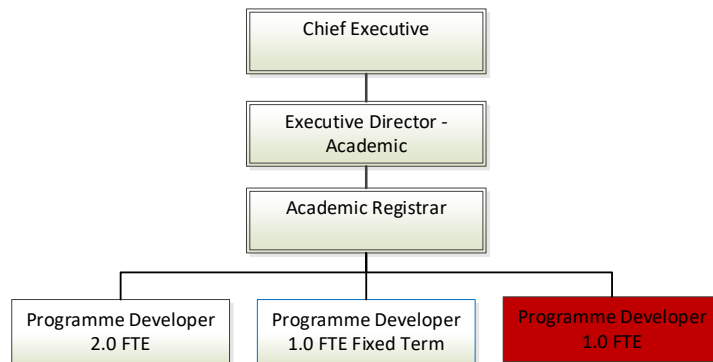 Chief Executive
Executive Director -
Academic
Academic Registrar
Programme Developer
2.0 FTE
Programme Developer
1.0 FTE Fixed Term
Programme Developer
1.0 FTE